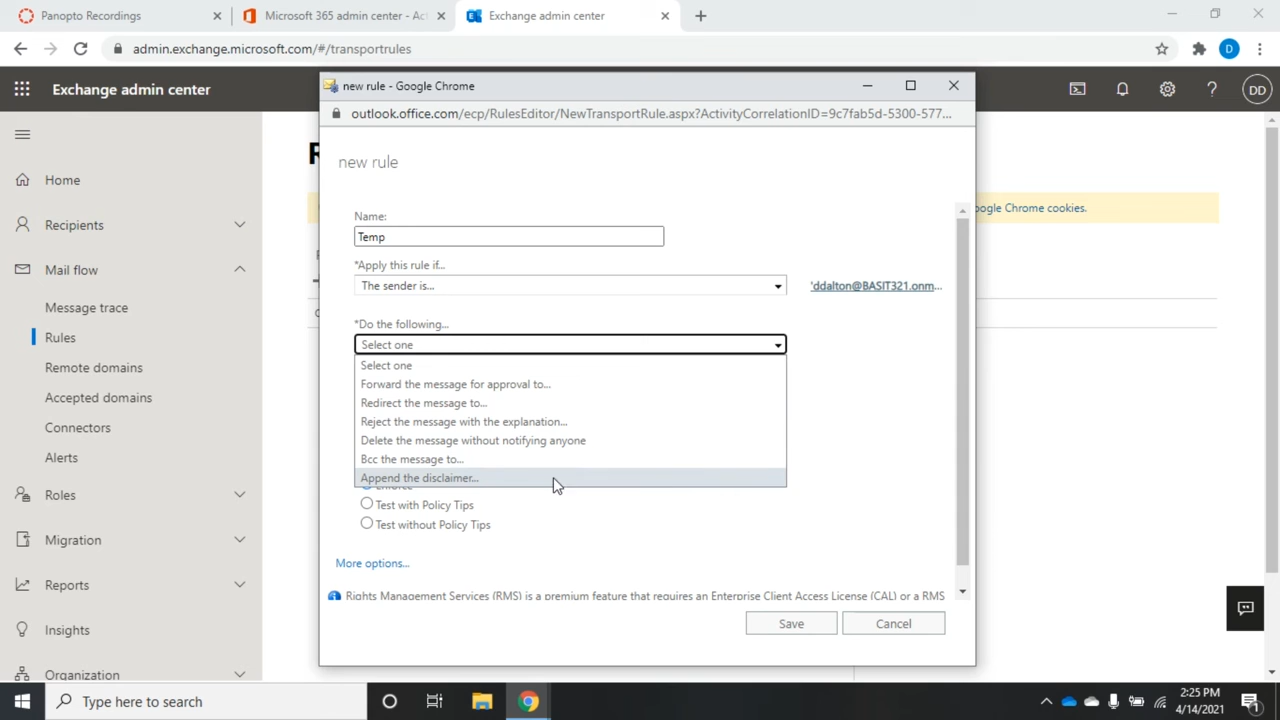 Panopto Recordings
Microsoft 365 admin center - Ac
Exchange admin center
admin.exchange.microsoft.com/#/transportrules
Exchange admin center
DD
Home
Recipients
Mail flow
Message trace
Rules
Remote domains
Accepted domains
Connectors
Alerts
Roles
Migration
Reports
Insights
Organization
R
oogle Chrome cookies.
new rule - Google Chrome
outlook.office.com/ecp/RulesEditor/NewTransportRule.aspx?ActivityCorrelationID=9c7fab5d-5300-577...
new rule
Name:
Temp
*Apply this rule if...
The sender is...
'ddalton@BASIT321.onm...
*Do the following...
Select one
Select one
Forward the message for approval to...
Redirect the message to...
Reject the message with the explanation...
Delete the message without notifying anyone
Bcc the message to...
Append the disclaimer...
Test with Policy Tips
Test without Policy Tips
More options...
Rights Management Services (RMS) is a premium feature that requires an Enterprise Client Access License (CAL) or a RMS
Save
Cancel
Type here to search
2:25 PM
4/14/2021
D